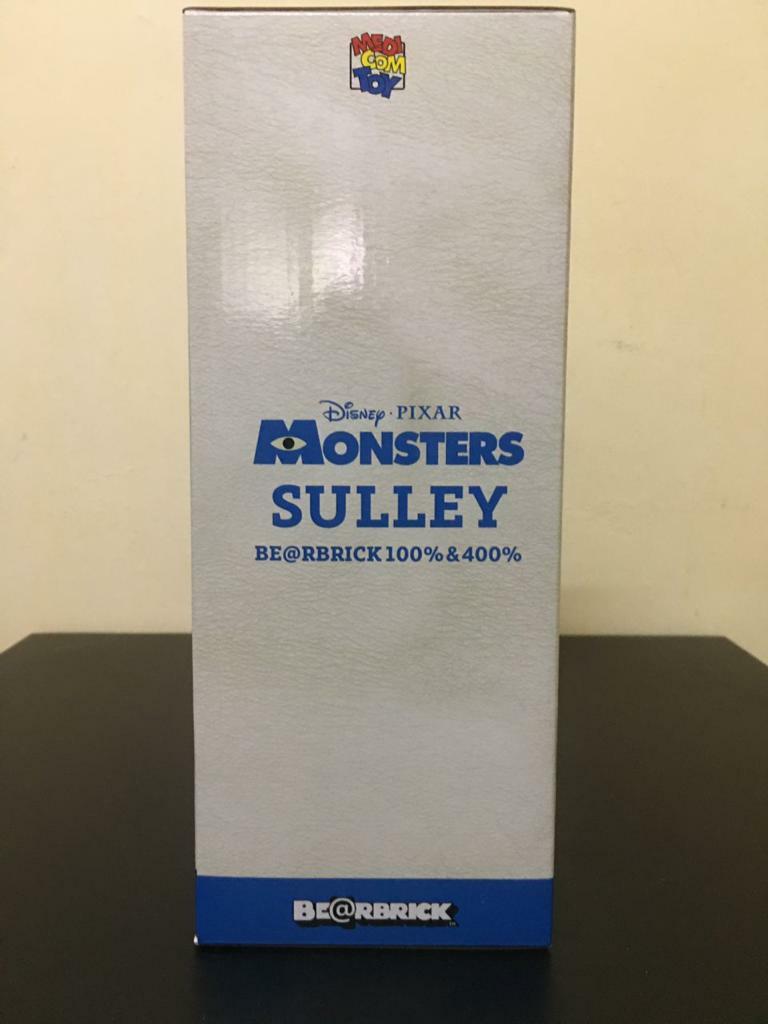 MEDI
COM
TOY
Disney · PIXAR
MONSTERS
SULLEY
BE@RBRICK 100% & 400%
BE@RBRICK